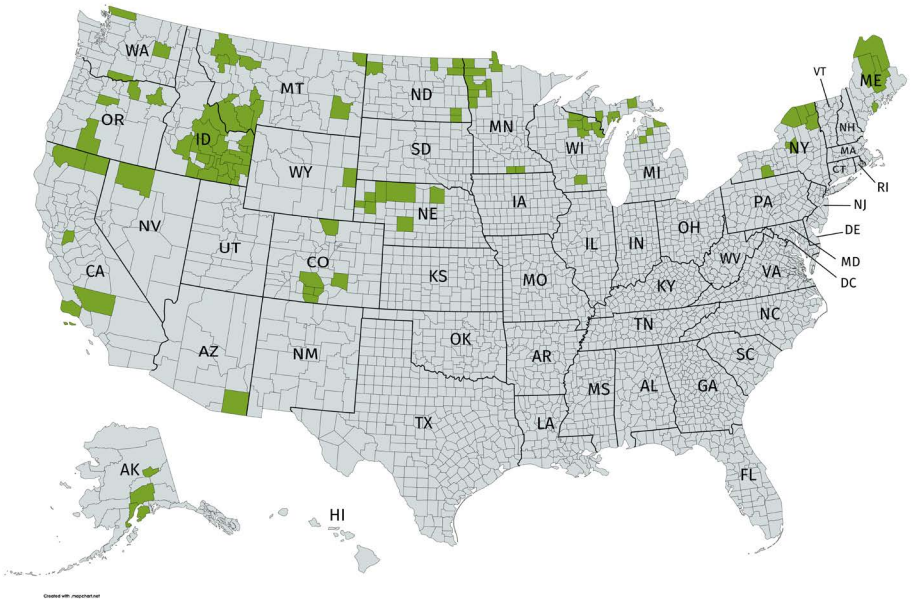 WA
MT
ND
MN
VT
ME
OR
ID
SD
WI
NY
NH
MA
WY
MI
CT
RI
IA
NE
PA
NJ
NV
UT
CO
IL
IN
OH
DE
CA
KS
MO
WV
VA
MD
DC
KY
AZ
NM
OK
TN
NC
AR
SC
TX
MS
AL
GA
LA
AK
FL
HI
Created with mapchart.net